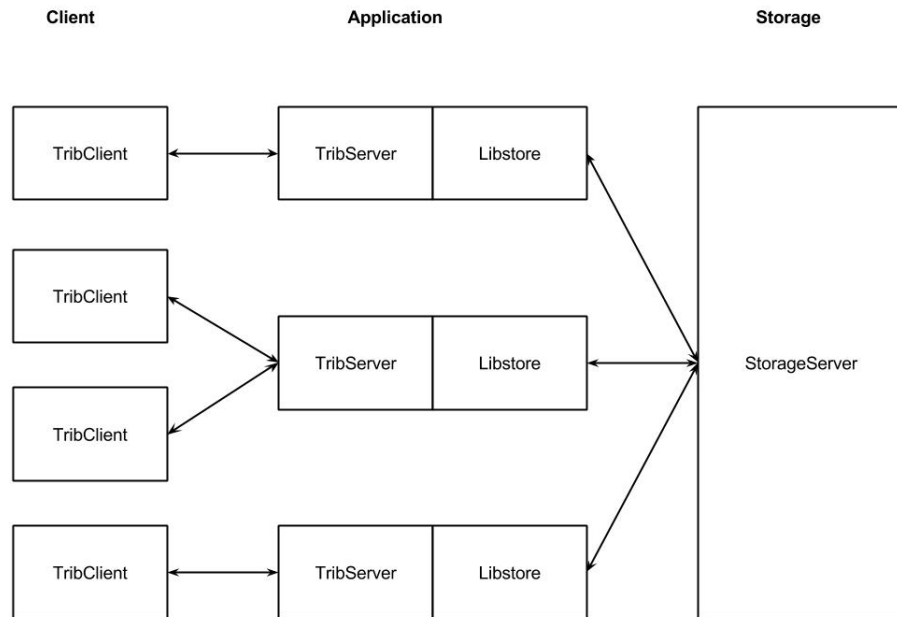 Client Application Storage
TribClient TribServer Libstore
TribClient
TribServer Libstore StorageServer
TribClient
TribClient TribServer Libstore